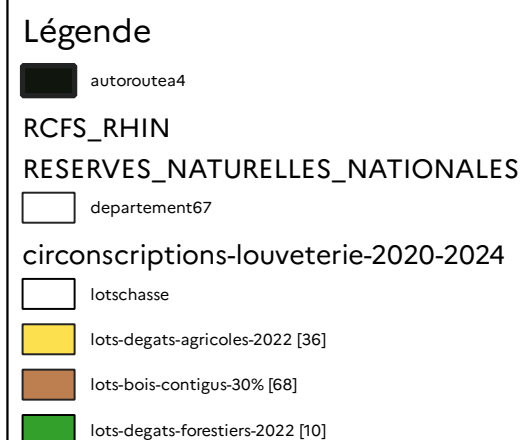 Légende
autoroutea4
RCFS_RHIN
RESERVES_NATURELLES_NATIONALES
departement67
circonscriptions-louveterie-2020-2024
lotschasse
lots-degats-agricoles-2022 [36]
lots-bois-contigus-30% [68]
lots-degats-forestiers-2022 [10]